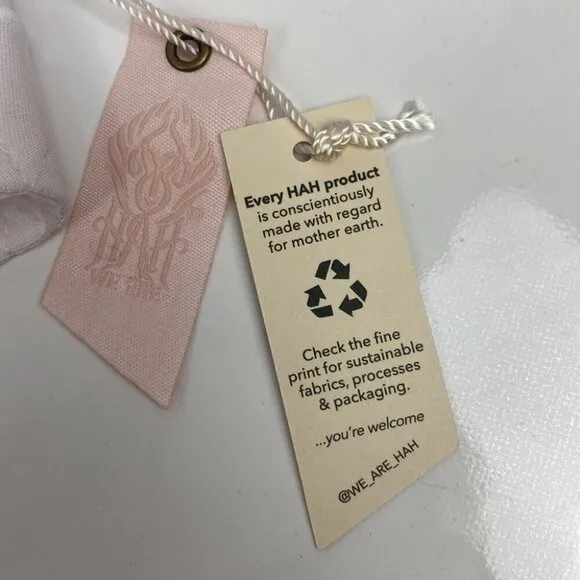 HAH
Every HAH product
is conscientiously
made with regard
for mother earth.
Check the fine
print for sustainable
fabrics, processes
& packaging.
...you're welcome
@WE_ARE_HAH